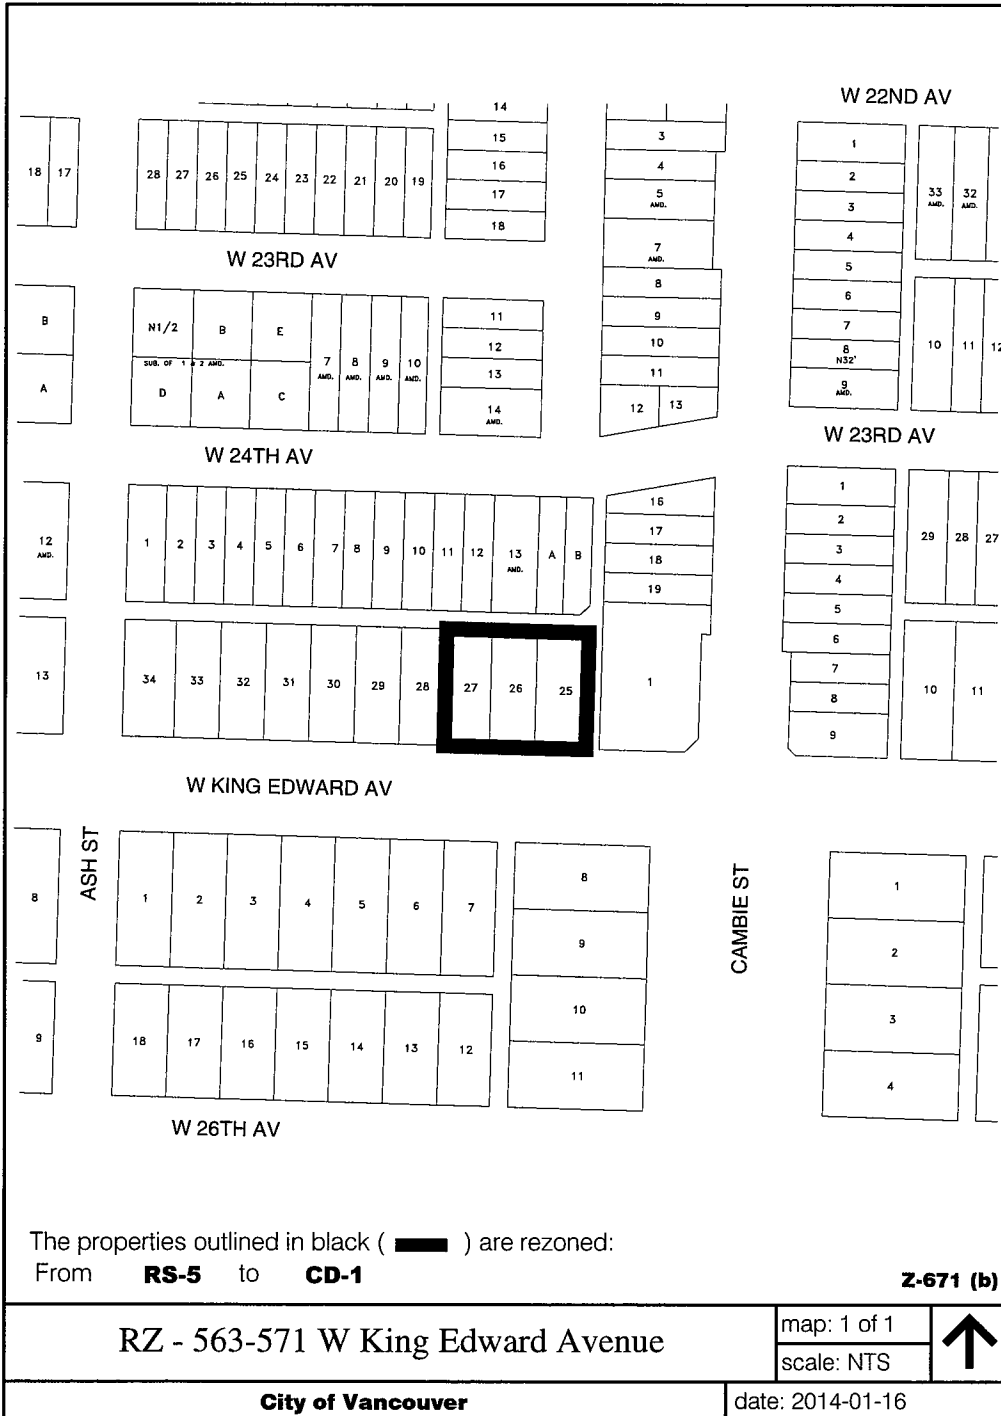 W 22ND AV
14
15
16
17
18
3
4
5
AMD.
7
AMD.
8
9
10
11
12 13
1
2
3
4
5
6
7
8
N32'
9
AMD.
33
AMD.
32
AMD.
18 17
28 27 26 25 24 23 22 21 20 19
W 23RD AV
B
A
N1/2 B E
SUB. OF 1 & 2 AMD.
D A C
7
AMD.
8
AMD.
9
AMD.
10
AMD.
11
12
13
14
AMD.
10 11 12
W 24TH AV
W 23RD AV
12
AMD.
1 2 3 4 5 6 7 8 9 10 11 12 13
AMD.
A B
16
17
18
19
1
1
2
3
4
5
6
7
8
9
29 28 27
10 11
13
34 33 32 31 30 29 28 27 26 25
W KING EDWARD AV
ASH ST
CAMBIE ST
8
1 2 3 4 5 6 7
8
9
10
11
1
2
3
4
9
18 17 16 15 14 13 12
W 26TH AV
The properties outlined in black ( ) are rezoned:
From RS-5 to CD-1
Z-671 (b)
RZ - 563-571 W King Edward Avenue
map: 1 of 1
scale: NTS
City of Vancouver
date: 2014-01-16